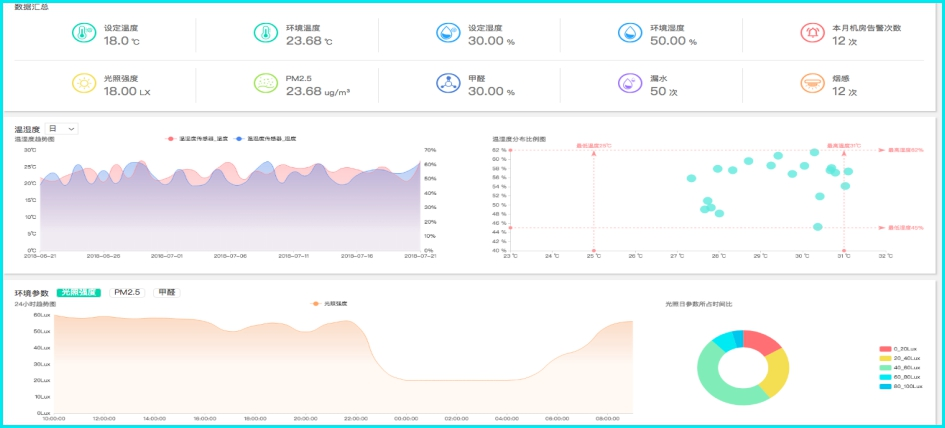 数据汇总
设定温度 环境温度 设定湿度 环境湿度 本月机房告警次数
18.0 ℃ 23.68 ℃ 30.00 % 50.00 % 12 次
光照强度 PM2.5 甲醛 漏水 烟感
18.00 LX 23.68 ug/m³ 30.00 % 50 次 12 次
温湿度 日
温湿度趋势图 温湿度传感器_温度 温湿度传感器_湿度
30℃ 70%
25℃ 60%
20℃ 50%
15℃ 40%
10℃ 30%
5℃ 20%
0℃ 10%
0%
2018-06-21 2018-06-26 2018-07-01 2018-07-06 2018-07-11 2018-07-16 2018-07-21
温湿度分布比例图
最低温度25℃ 最高温度31℃
62 % 最高湿度62%
60 %
58 %
56 %
54 %
52 %
50 %
48 %
46 %
44 % 最低湿度45%
42 %
40 %
23 ℃ 24 ℃ 25 ℃ 26 ℃ 27 ℃ 28 ℃ 29 ℃ 30 ℃ 31 ℃ 32 ℃
环境参数 光照强度 PM2.5 甲醛
24小时趋势图 光照强度
60Lux
50Lux
40Lux
30Lux
20Lux
10Lux
0Lux
10:00:00 12:00:00 14:00:00 16:00:00 18:00:00 20:00:00 22:00:00 00:00:00 02:00:00 04:00:00 06:00:00 08:00:00
光照日参数所占时间比
0_20Lux
20_40Lux
40_60Lux
60_80Lux
80_100Lux